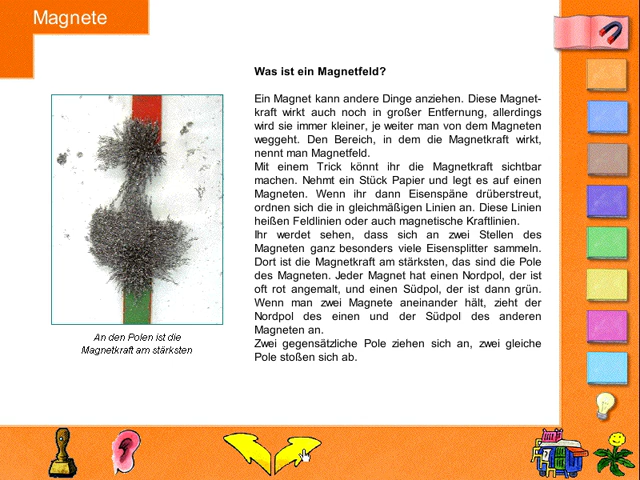 Magnete
Was ist ein Magnetfeld?
Ein Magnet kann andere Dinge anziehen. Diese Magnet-
kraft wirkt auch noch in großer Entfernung, allerdings
wird sie immer kleiner, je weiter man von dem Magneten
weggeht. Den Bereich, in dem die Magnetkraft wirkt,
nennt man Magnetfeld.
Mit einem Trick könnt ihr die Magnetkraft sichtbar
machen. Nehmt ein Stück Papier und legt es auf einen
Magneten. Wenn ihr dann Eisenspäne drüberstreut,
ordnen sich die in gleichmäßigen Linien an. Diese Linien
heißen Feldlinien oder auch magnetische Kraftlinien.
Ihr werdet sehen, dass sich an zwei Stellen des
Magneten ganz besonders viele Eisensplitter sammeln.
Dort ist die Magnetkraft am stärksten, das sind die Pole
des Magneten. Jeder Magnet hat einen Nordpol, der ist
oft rot angemalt, und einen Südpol, der ist dann grün.
Wenn man zwei Magnete aneinander hält, zieht der
Nordpol des einen und der Südpol des anderen
Magneten an.
Zwei gegensätzliche Pole ziehen sich an, zwei gleiche
Pole stoßen sich ab.
An den Polen ist die
Magnetkraft am stärksten